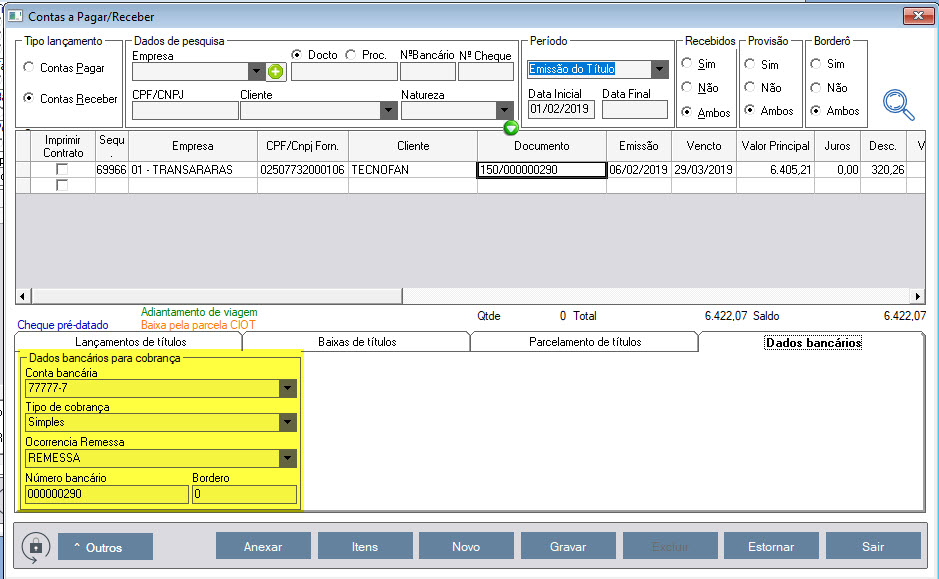 Contas a Pagar/Receber
Tipo lançamento
Contas Pagar
Contas Receber
Dados de pesquisa
Empresa
Docto
Proc.
NºBancário
Nº Cheque
CPF/CNPJ
Cliente
Natureza
Período
Emissão do Título
Data Inicial
Data Final
01/02/2019
Recebidos
Sim
Não
Ambos
Provisão
Sim
Não
Ambos
Borderô
Sim
Não
Ambos
Imprimir Contrato Sequ. Empresa CPF/Cnpj Forn. Cliente Documento Emissão Vencto Valor Principal Juros Desc. V
69966 01 - TRANSARARAS 02507732000106 TECNOFAN 150/000000290 06/02/2019 29/03/2019 6.405,21 0,00 320,26
Adiantamento de viagem
Cheque pré-datado
Baixa pela parcela CIOT
Qtde 0 Total 6.422,07 Saldo 6.422,07
Lançamentos de títulos
Baixas de títulos
Parcelamento de títulos
Dados bancários
Dados bancários para cobrança
Conta bancária
77777-7
Tipo de cobrança
Simples
Ocorrencia Remessa
REMESSA
Número bancário
Bordero
000000290
0
^ Outros
Anexar
Itens
Novo
Gravar
Excluir
Estornar
Sair